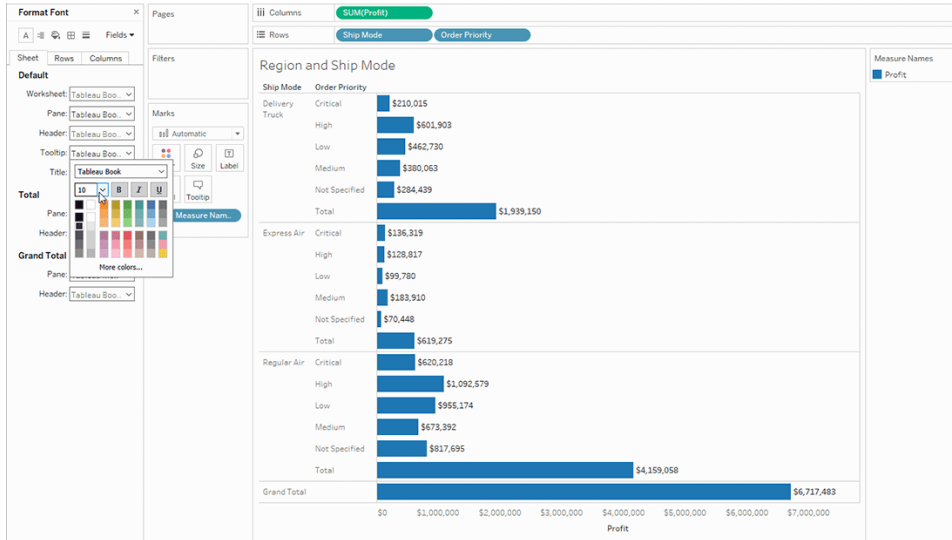 Format Font ×
A Fields
Sheet Rows Columns
Default
Worksheet: Tableau Boo..
Pane: Tableau Boo..
Header: Tableau Boo..
Tooltip: Tableau Boo..
Title:
Tableau Book
10 B I U
More colors...
Total
Pane:
Header:
Grand Total
Pane:
Header: Tableau Boo..
Pages
Filters
Marks
Automatic
Size Label
Tooltip
Measure Nam..
Columns SUM(Profit)
Rows Ship Mode Order Priority
Region and Ship Mode
Ship Mode Order Priority
Delivery Truck
Critical $210,015
High $601,903
Low $462,730
Medium $380,063
Not Specified $284,439
Total $1,939,150
Express Air Critical $136,319
High $128,817
Low $99,780
Medium $183,910
Not Specified $70,448
Total $619,275
Regular Air Critical $620,218
High $1,092,579
Low $955,174
Medium $673,392
Not Specified $817,695
Total $4,159,058
Grand Total $6,717,483
$0 $1,000,000 $2,000,000 $3,000,000 $4,000,000 $5,000,000 $6,000,000 $7,000,000
Profit
Measure Names
Profit